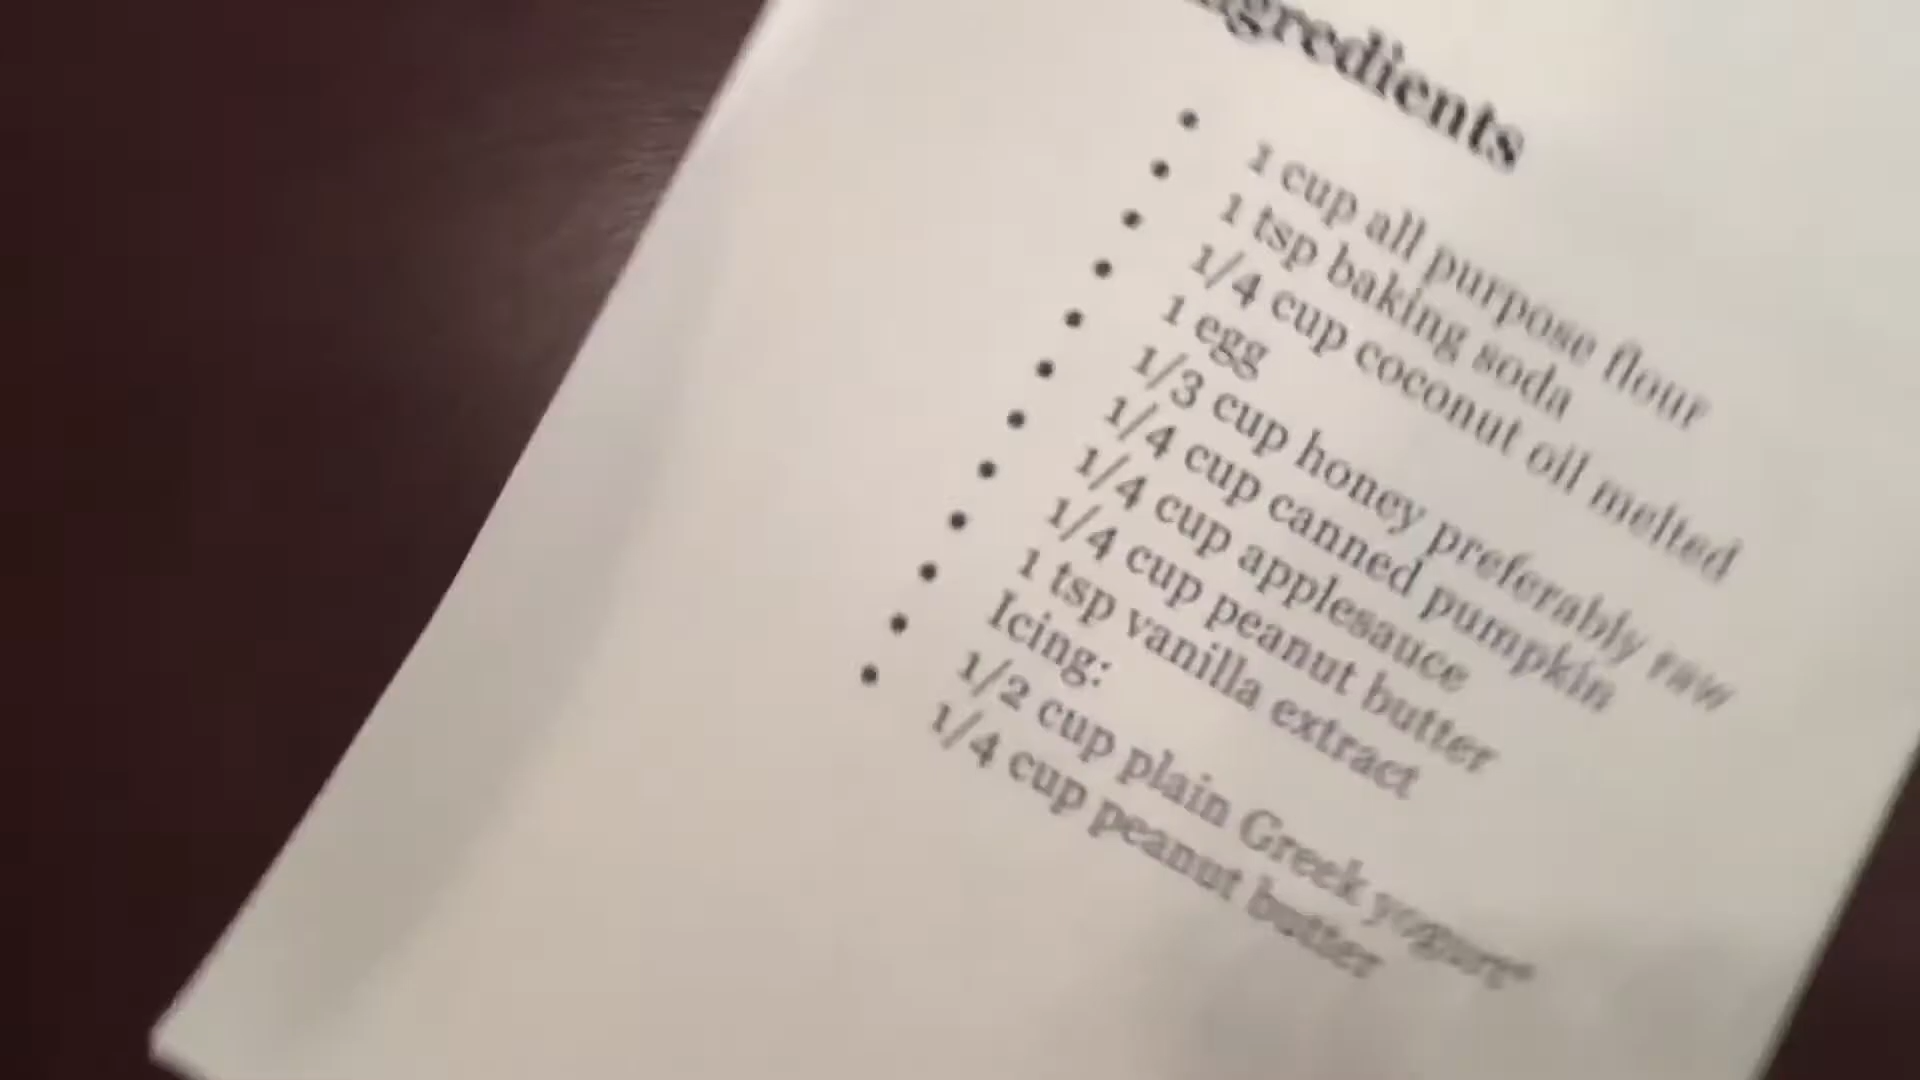 Ingredients
• 1 cup all purpose flour
• 1 tsp baking soda
• 1/4 cup coconut oil melted
• 1 egg
• 1/3 cup honey preferably raw
• 1/4 cup canned pumpkin
• 1/4 cup applesauce
• 1/4 cup peanut butter
• 1 tsp vanilla extract
• Icing:
• 1/2 cup plain Greek yogurt*
• 1/4 cup peanut butter